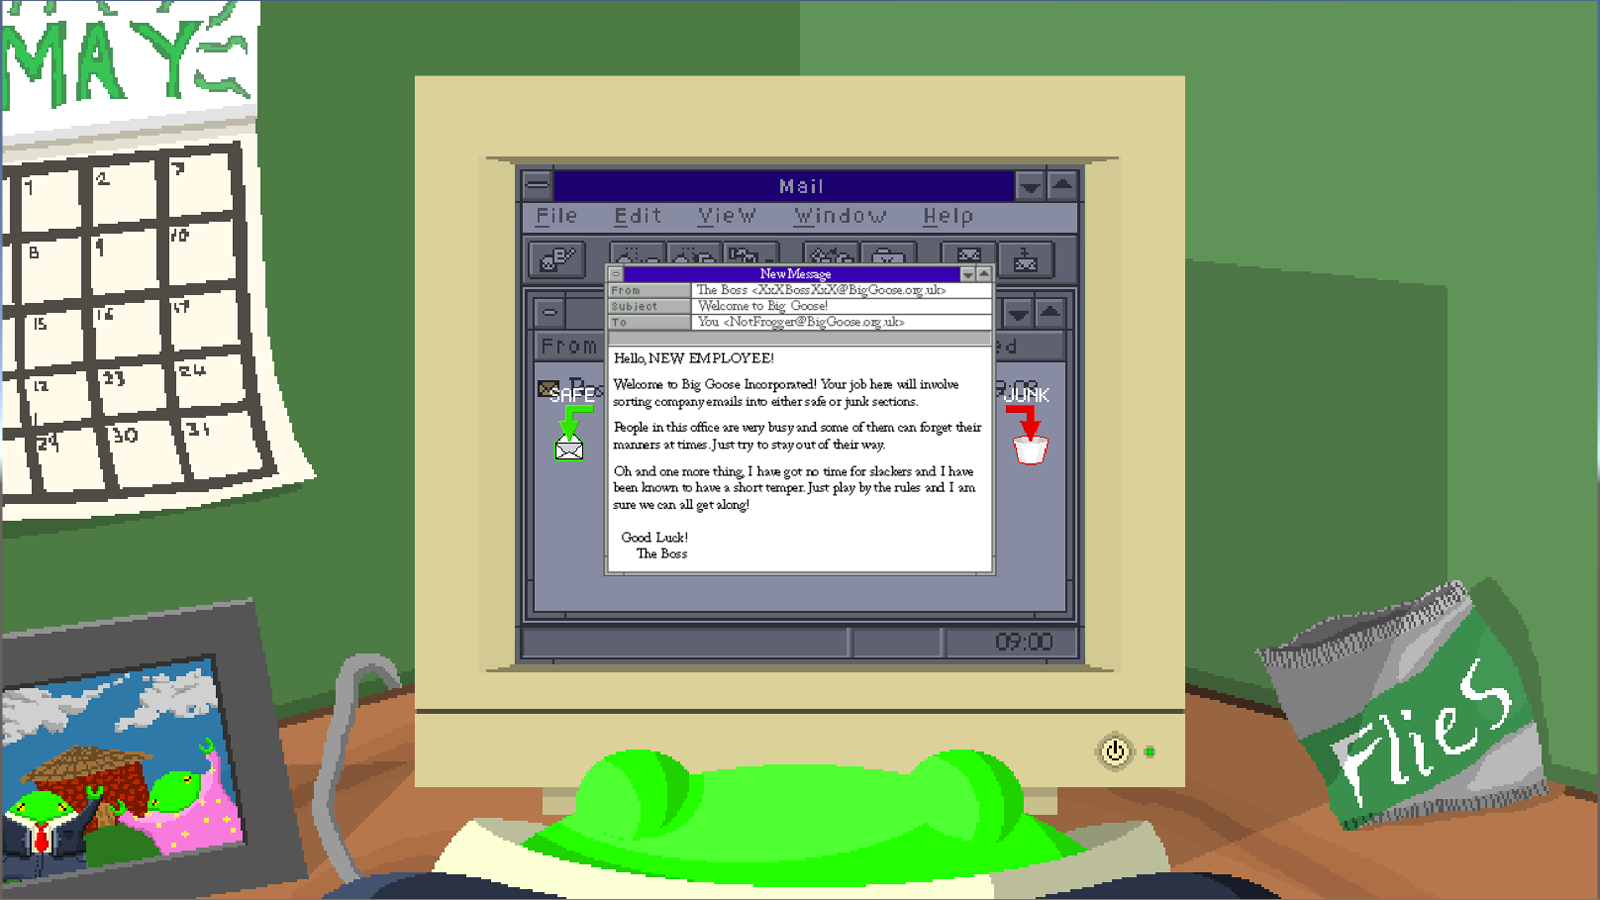 MAY
1 2 3
8 9 10
15 16 17
23 24
29 30 31
Mail
File Edit View Window Help
New Message
From The Boss <XxXBossXxX@BigGoose.org.uk>
Subject Welcome to Big Goose!
To You <NotFrogger@BigGoose.org.uk>
From
SAFE
JUNK
Hello, NEW EMPLOYEE!
Welcome to Big Goose Incorporated! Your job here will involve
sorting company emails into either safe or junk sections.
People in this office are very busy and some of them can forget their
manners at times. Just try to stay out of their way.
Oh and one more thing, I have got no time for slackers and I have
been known to have a short temper. Just play by the rules and I am
sure we can all get along!
Good Luck!
The Boss
09:00
Flies